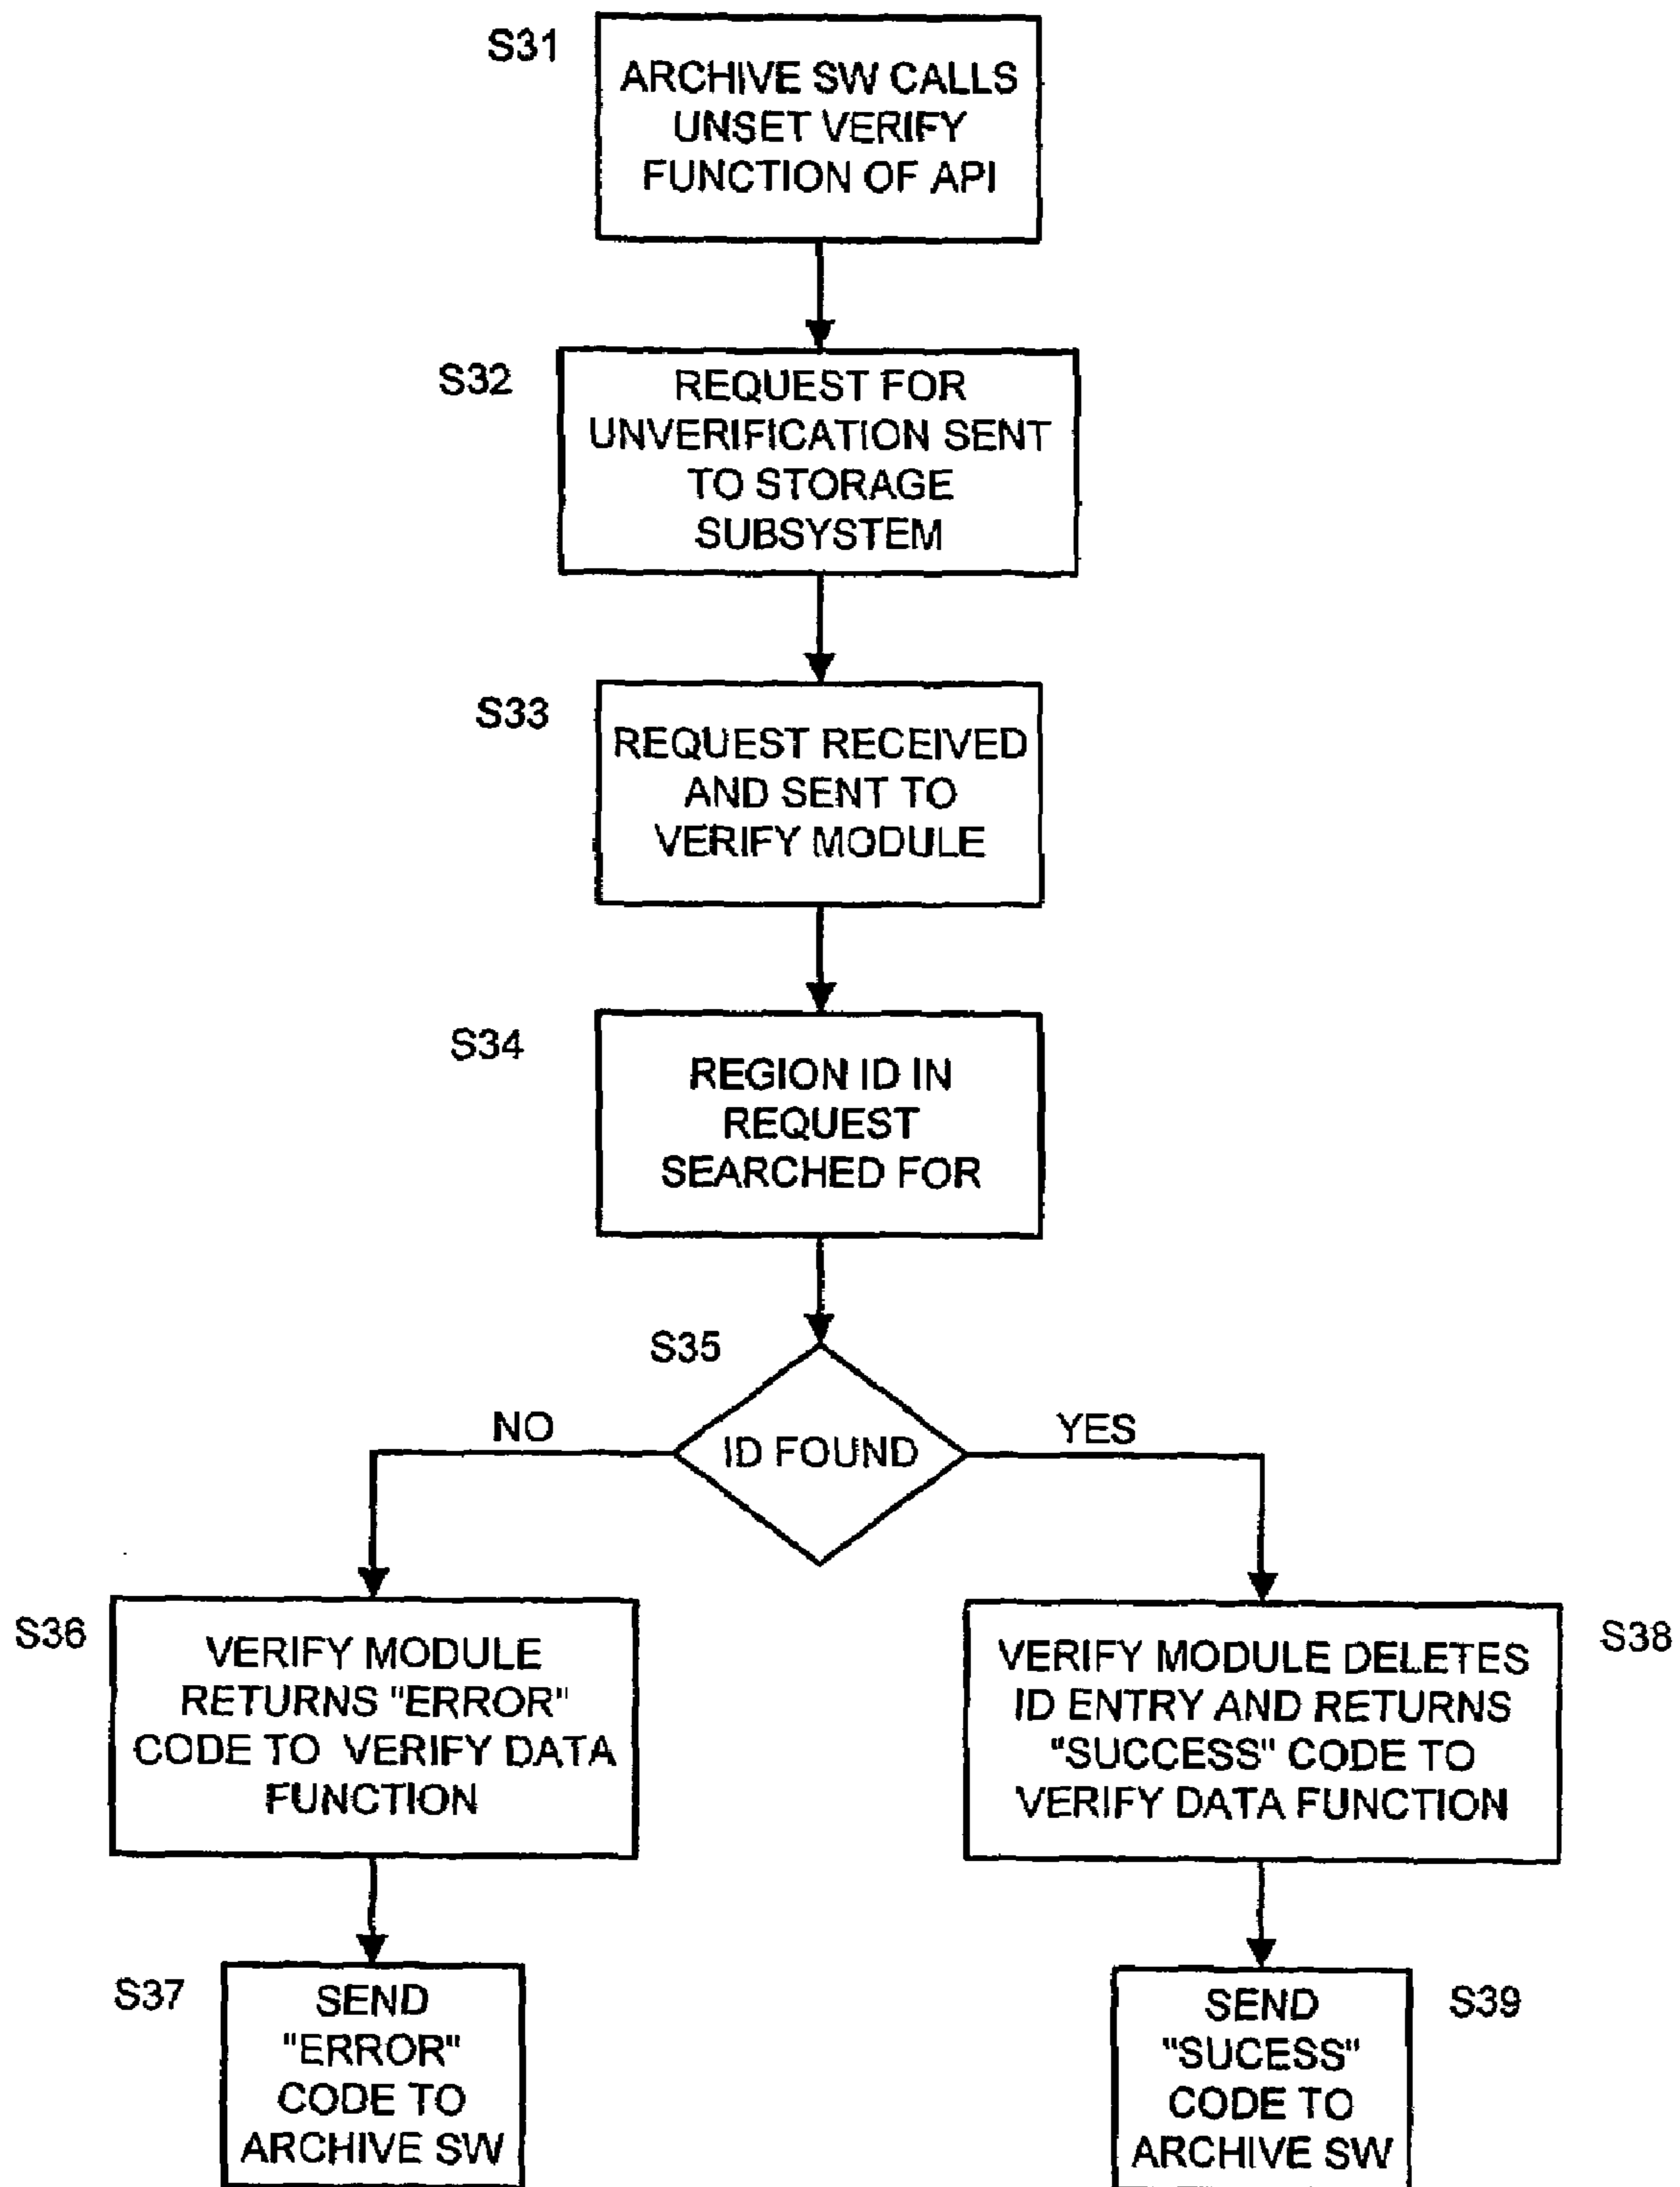 S31
ARCHIVE SW CALLS
UNSET VERIFY
FUNCTION OF API
S32
REQUEST FOR
UNVERIFICATION SENT
TO STORAGE
SUBSYSTEM
S33
REQUEST RECEIVED
AND SENT TO
VERIFY MODULE
S34
REGION ID IN
REQUEST
SEARCHED FOR
S35
ID FOUND
NO
YES
S36
VERIFY MODULE
RETURNS "ERROR"
CODE TO VERIFY DATA
FUNCTION
S38
VERIFY MODULE DELETES
ID ENTRY AND RETURNS
"SUCCESS" CODE TO
VERIFY DATA FUNCTION
S37
SEND
"ERROR"
CODE TO
ARCHIVE SW
S39
SEND
"SUCESS"
CODE TO
ARCHIVE SW